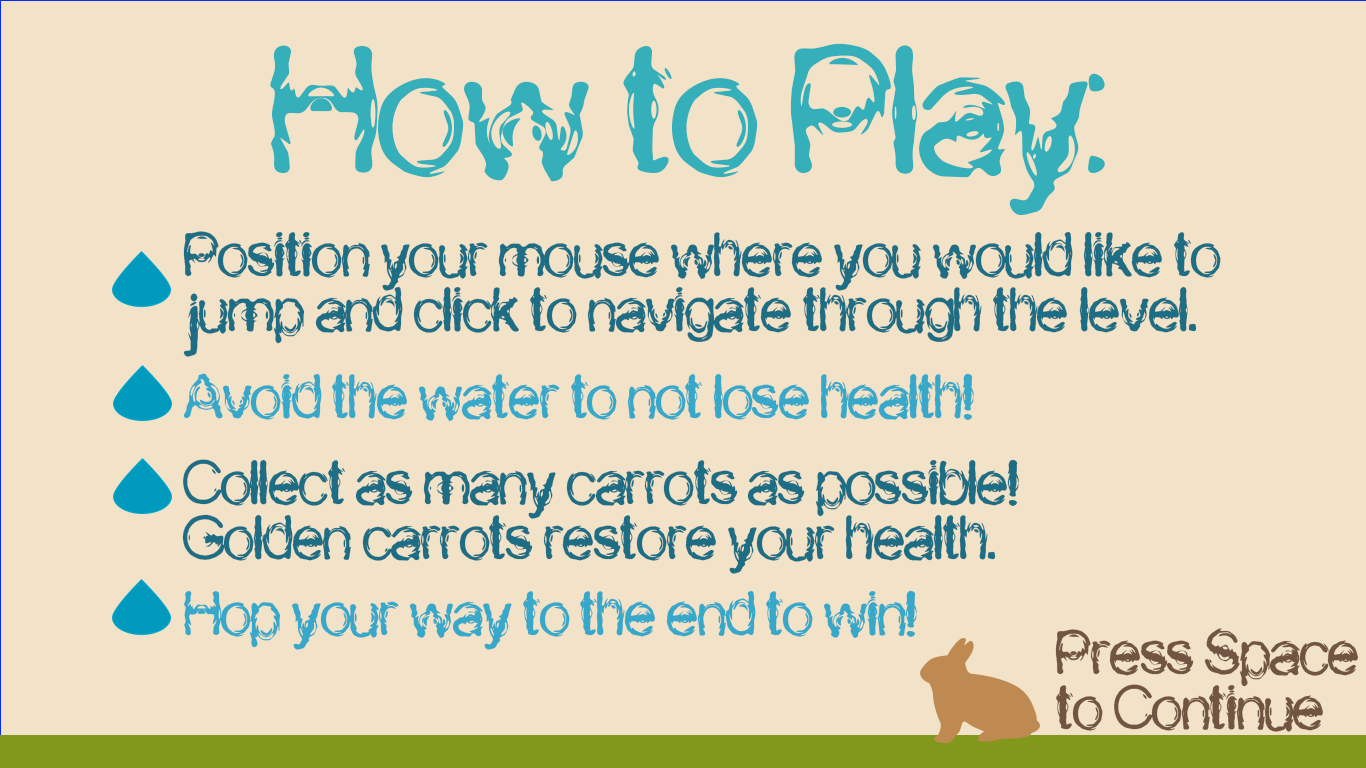 How to Play:
Position your mouse where you would like to
jump and click to navigate through the level.
Avoid the water to not lose health!
Collect as many carrots as possible!
Golden carrots restore your health.
Hop your way to the end to win!
Press Space
to Continue